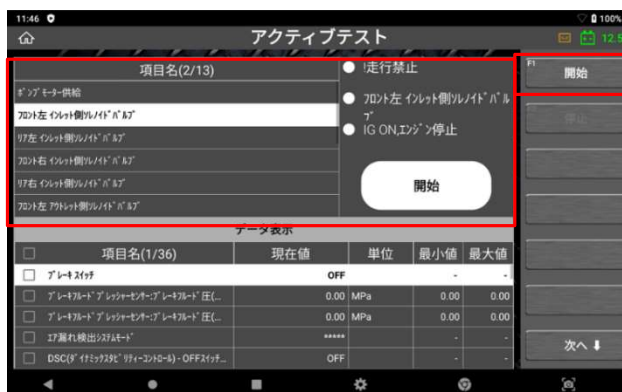 11:46
100%
アクティブテスト
12.5
項目名(2/13)
ﾎﾟﾝﾌﾟﾓｰﾀｰ供給
ﾌﾛﾝﾄ左 ｲﾝﾚｯﾄ側ｿﾚﾉｲﾄﾞﾊﾞﾙﾌﾞ
ﾘｱ左 ｲﾝﾚｯﾄ側ｿﾚﾉｲﾄﾞﾊﾞﾙﾌﾞ
ﾌﾛﾝﾄ右 ｲﾝﾚｯﾄ側ｿﾚﾉｲﾄﾞﾊﾞﾙﾌﾞ
ﾘｱ右 ｲﾝﾚｯﾄ側ｿﾚﾉｲﾄﾞﾊﾞﾙﾌﾞ
ﾌﾛﾝﾄ左 ｱｳﾄﾚｯﾄ側ｿﾚﾉｲﾄﾞﾊﾞﾙﾌﾞ
!走行禁止
ﾌﾛﾝﾄ左 ｲﾝﾚｯﾄ側ｿﾚﾉｲﾄﾞﾊﾞﾙ
ﾌﾞ
IG ON,ｴﾝｼﾞﾝ停止
開始
F1 開始
停止
データ表示
項目名(1/36) 現在値 単位 最小値 最大値
ﾌﾞﾚｰｷ ｽｲｯﾁ OFF - -
ﾌﾞﾚｰｷﾌﾙｰﾄﾞﾌﾟﾚｯｼｬｰｾﾝｻｰ:ﾌﾞﾚｰｷﾌﾙｰﾄﾞ圧(... 0.00 MPa 0.00 0.00
ﾌﾞﾚｰｷﾌﾙｰﾄﾞﾌﾟﾚｯｼｬｰｾﾝｻｰ:ﾌﾞﾚｰｷﾌﾙｰﾄﾞ圧(... 0.00 MPa 0.00 0.00
ｴｱ漏れ検出ｼｽﾃﾑﾓｰﾄﾞ ***** - -
DSC(ﾀﾞｲﾅﾐｯｸｽﾀﾋﾞﾘﾃｨｰｺﾝﾄﾛｰﾙ) - OFFｽｲｯﾁ... OFF - -
次へ ⬇